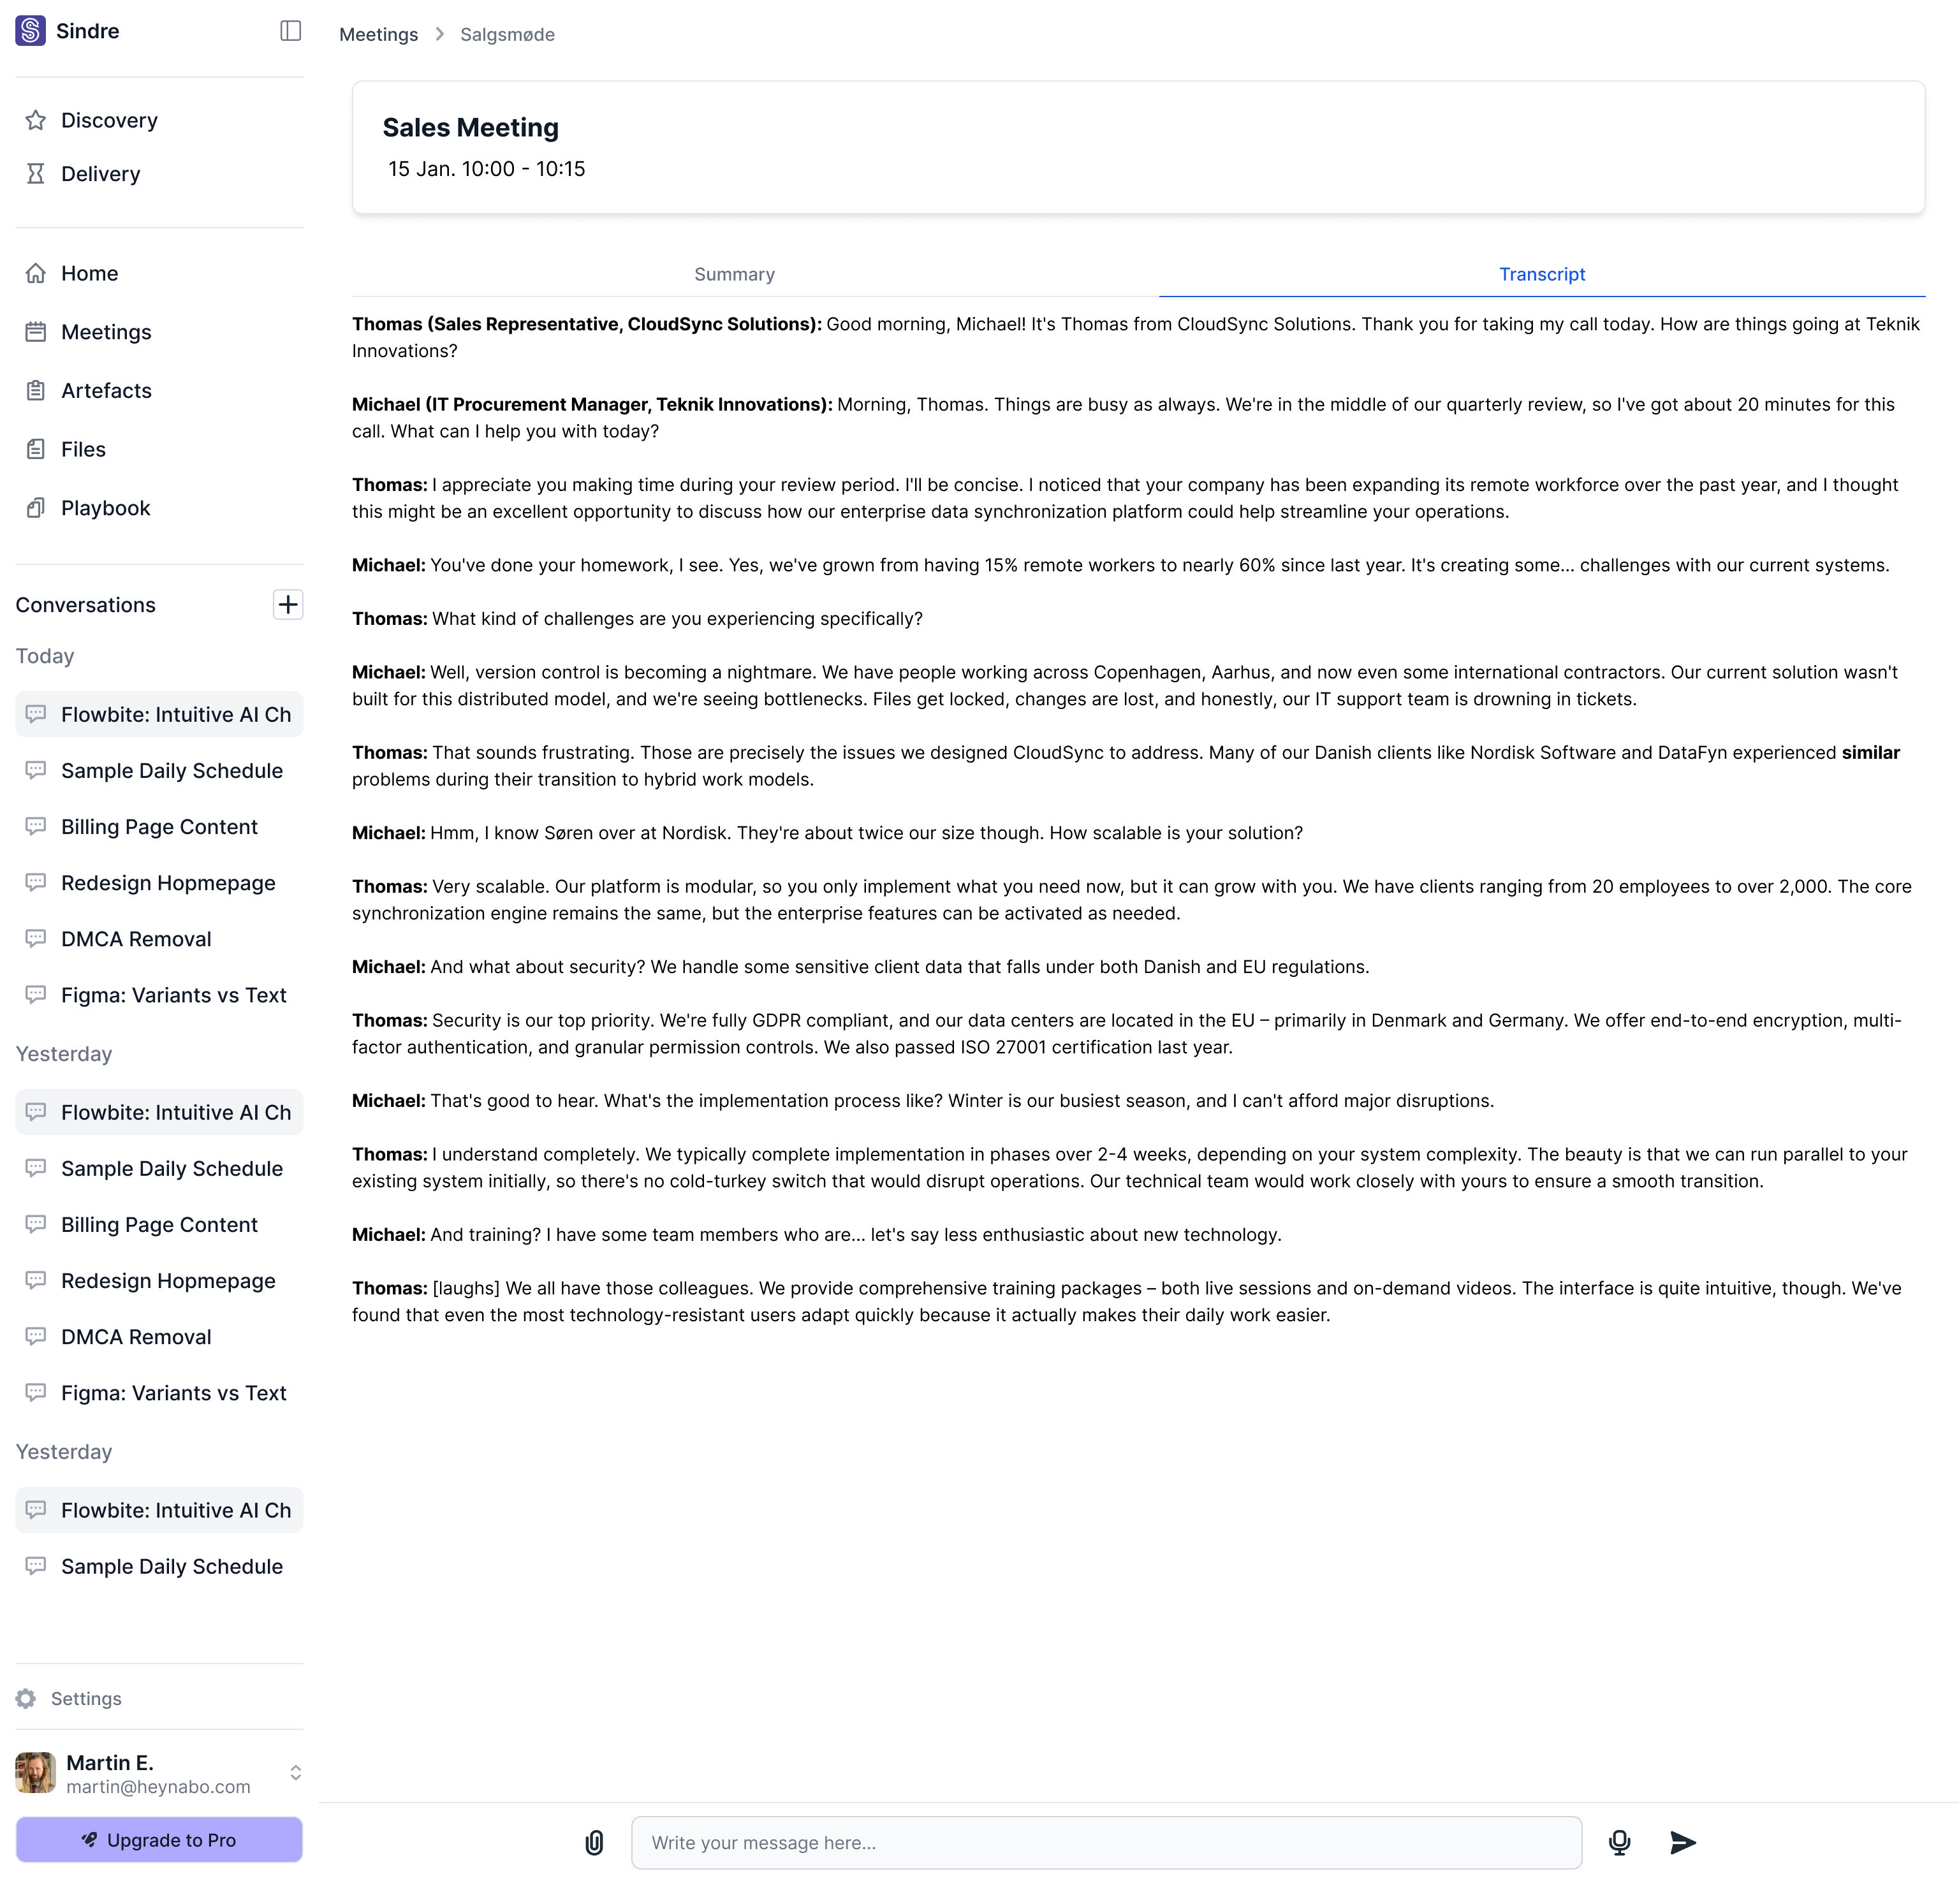 Sindre
Discovery
Delivery
Home
Meetings
Artefacts
Files
Playbook
Conversations
Today
Flowbite: Intuitive AI Ch
Sample Daily Schedule
Billing Page Content
Redesign Hopmepage
DMCA Removal
Figma: Variants vs Text
Yesterday
Flowbite: Intuitive AI Ch
Sample Daily Schedule
Billing Page Content
Redesign Hopmepage
DMCA Removal
Figma: Variants vs Text
Yesterday
Flowbite: Intuitive AI Ch
Sample Daily Schedule
Settings
Martin E.
martin@heynabo.com
Upgrade to Pro
Meetings > Salgsmøde
Sales Meeting
15 Jan. 10:00 - 10:15
Summary
Transcript
Thomas (Sales Representative, CloudSync Solutions): Good morning, Michael! It's Thomas from CloudSync Solutions. Thank you for taking my call today. How are things going at Teknik
Innovations?
Michael (IT Procurement Manager, Teknik Innovations): Morning, Thomas. Things are busy as always. We're in the middle of our quarterly review, so I've got about 20 minutes for this
call. What can I help you with today?
Thomas: I appreciate you making time during your review period. I'll be concise. I noticed that your company has been expanding its remote workforce over the past year, and I thought
this might be an excellent opportunity to discuss how our enterprise data synchronization platform could help streamline your operations.
Michael: You've done your homework, I see. Yes, we've grown from having 15% remote workers to nearly 60% since last year. It's creating some... challenges with our current systems.
Thomas: What kind of challenges are you experiencing specifically?
Michael: Well, version control is becoming a nightmare. We have people working across Copenhagen, Aarhus, and now even some international contractors. Our current solution wasn't
built for this distributed model, and we're seeing bottlenecks. Files get locked, changes are lost, and honestly, our IT support team is drowning in tickets.
Thomas: That sounds frustrating. Those are precisely the issues we designed CloudSync to address. Many of our Danish clients like Nordisk Software and DataFyn experienced similar
problems during their transition to hybrid work models.
Michael: Hmm, I know Søren over at Nordisk. They're about twice our size though. How scalable is your solution?
Thomas: Very scalable. Our platform is modular, so you only implement what you need now, but it can grow with you. We have clients ranging from 20 employees to over 2,000. The core
synchronization engine remains the same, but the enterprise features can be activated as needed.
Michael: And what about security? We handle some sensitive client data that falls under both Danish and EU regulations.
Thomas: Security is our top priority. We're fully GDPR compliant, and our data centers are located in the EU – primarily in Denmark and Germany. We offer end-to-end encryption, multi-
factor authentication, and granular permission controls. We also passed ISO 27001 certification last year.
Michael: That's good to hear. What's the implementation process like? Winter is our busiest season, and I can't afford major disruptions.
Thomas: I understand completely. We typically complete implementation in phases over 2-4 weeks, depending on your system complexity. The beauty is that we can run parallel to your
existing system initially, so there's no cold-turkey switch that would disrupt operations. Our technical team would work closely with yours to ensure a smooth transition.
Michael: And training? I have some team members who are... let's say less enthusiastic about new technology.
Thomas: [laughs] We all have those colleagues. We provide comprehensive training packages – both live sessions and on-demand videos. The interface is quite intuitive, though. We've
found that even the most technology-resistant users adapt quickly because it actually makes their daily work easier.
Write your message here...